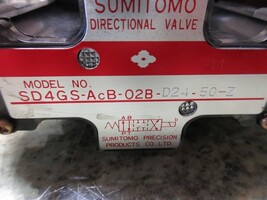 SUMITOMO
DIRECTIONAL VALVE
MODEL NO.
SD4GS-AcB-02B-D24-50-Z
A B
SUMITOMO PRECISION
PRODUCTS CO.LTD.